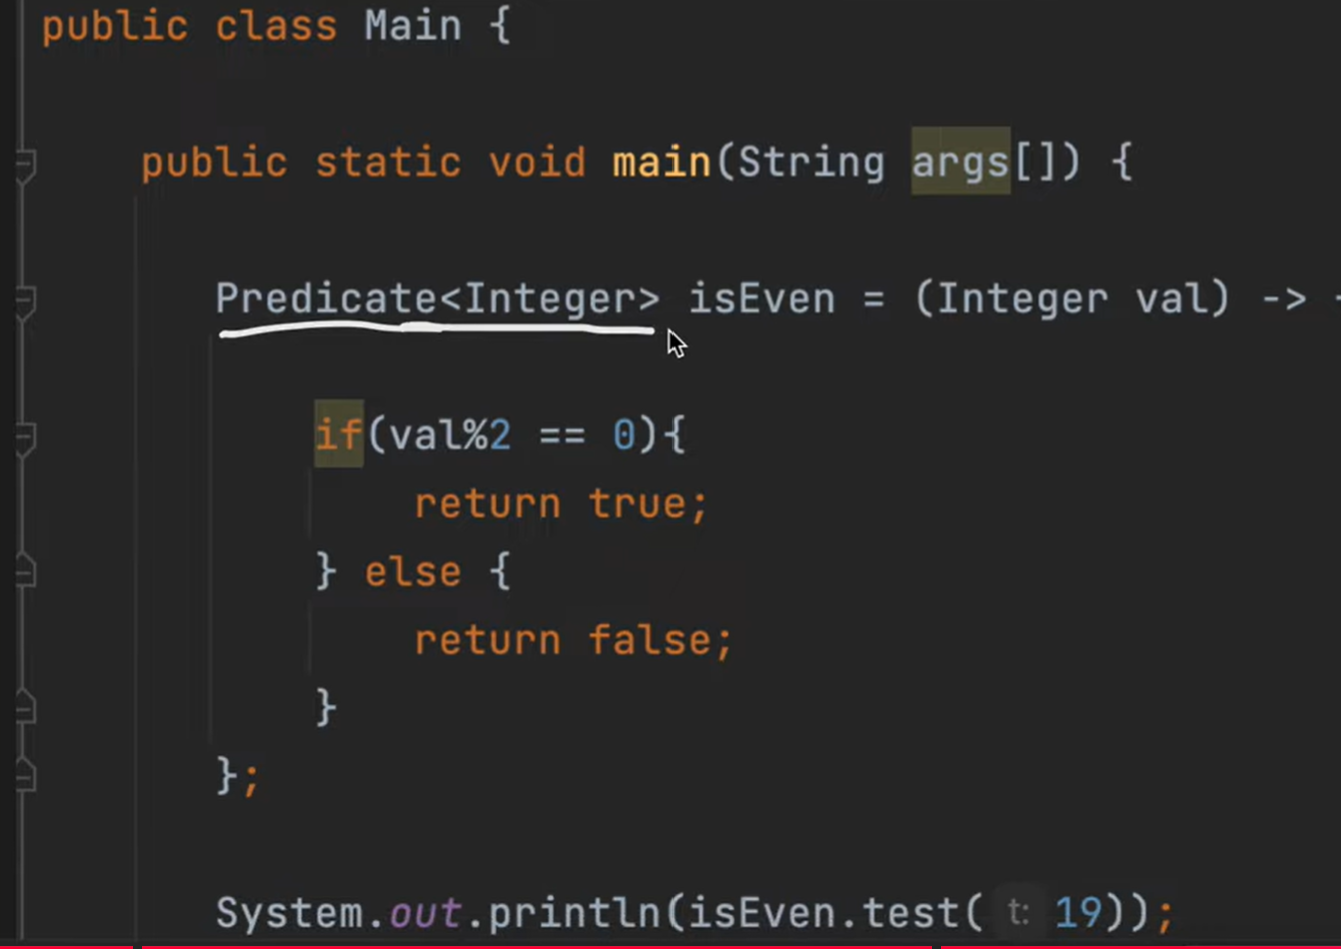 public class Main {
public static void main(String args[]) {
Predicate<Integer> isEven = (Integer val) ->
if(val%2 == 0){
return true;
} else {
return false;
}
};
System.out.println(isEven.test( t: 19));